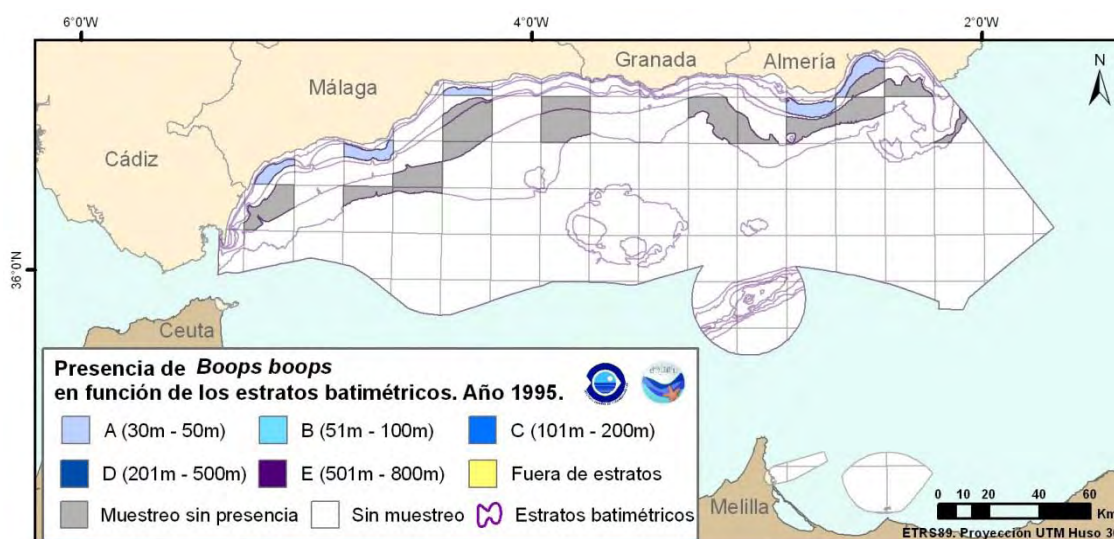 6°0'W 4°0'W 2°0'W
Granada Almería
N
Málaga
Cádiz
36°0'N
Ceuta
Presencia de Boops boops
en función de los estratos batimétricos. Año 1995.
A (30m - 50m) B (51m - 100m) C (101m - 200m)
D (201m - 500m) E (501m - 800m) Fuera de estratos
Muestreo sin presencia Sin muestreo Estratos batimétricos
Melilla
0 10 20 40 60
Km
ETRS89. Proyección UTM Huso 3